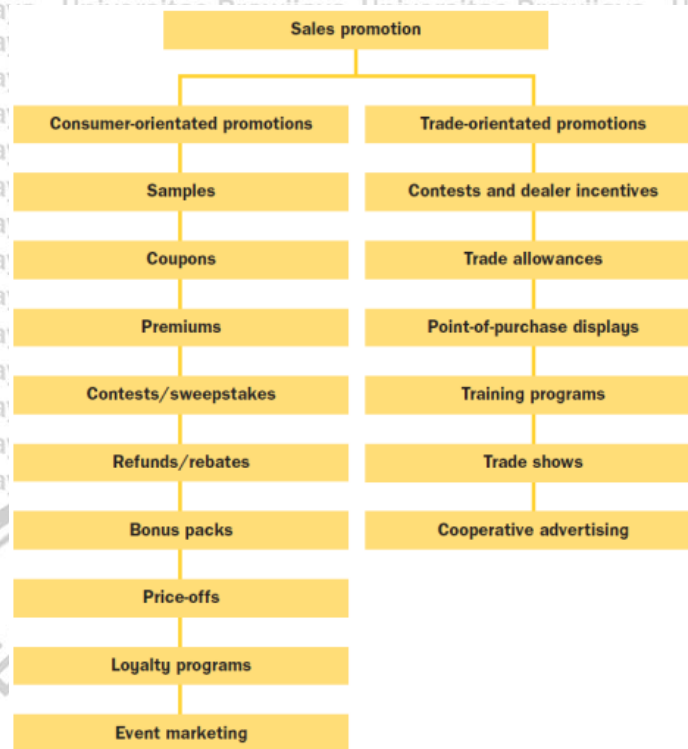 Sales promotion
Consumer-orientated promotions
Samples
Coupons
Premiums
Contests/sweepstakes
Refunds/rebates
Bonus packs
Price-offs
Loyalty programs
Event marketing
Trade-orientated promotions
Contests and dealer incentives
Trade allowances
Point-of-purchase displays
Training programs
Trade shows
Cooperative advertising